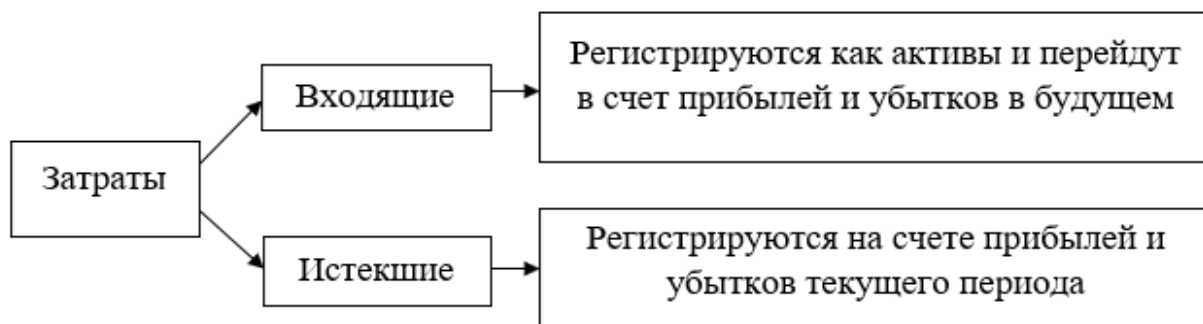 Затраты
Входящие
Регистрируются как активы и перейдут
в счет прибылей и убытков в будущем
Истекшие
Регистрируются на счете прибылей и
убытков текущего периода